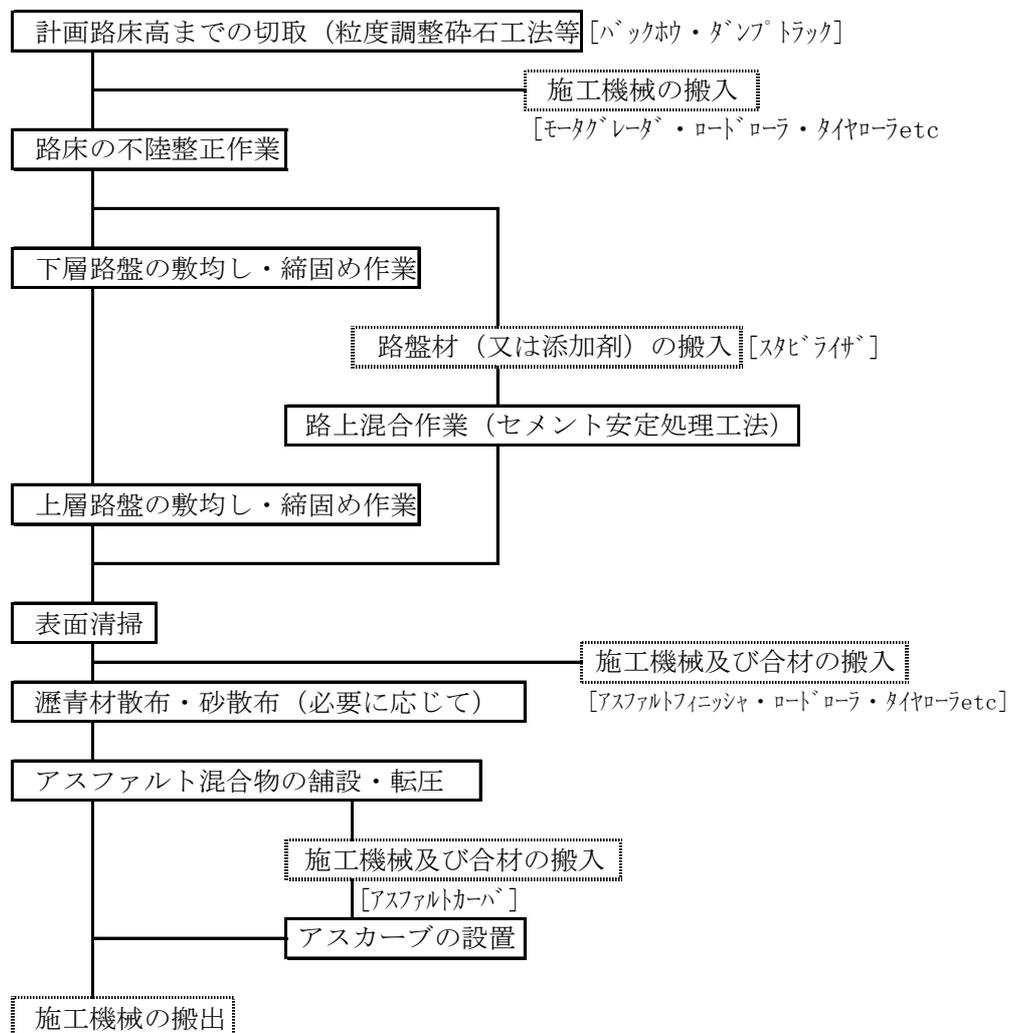 計画路床高までの切取（粒度調整砕石工法等 [ﾊﾞｯｸﾎｳ・ﾀﾞﾝﾌﾟﾄﾗｯｸ]
施工機械の搬入
[ﾓｰﾀｸﾞﾚｰﾀﾞ・ﾛｰﾄﾞﾛｰﾗ・ﾀｲﾔﾛｰﾗetc
路床の不陸整正作業
下層路盤の敷均し・締固め作業
路盤材（又は添加剤）の搬入 [ｽﾀﾋﾞﾗｲｻﾞ]
路上混合作業（セメント安定処理工法）
上層路盤の敷均し・締固め作業
表面清掃
施工機械及び合材の搬入
瀝青材散布・砂散布（必要に応じて） [ｱｽﾌｧﾙﾄﾌｨﾆｯｼｬ・ﾛｰﾄﾞﾛｰﾗ・ﾀｲﾔﾛｰﾗetc]
アスファルト混合物の舗設・転圧
施工機械及び合材の搬入
[ｱｽﾌｧﾙﾄｶｰﾊﾞ]
アスカーブの設置
施工機械の搬出